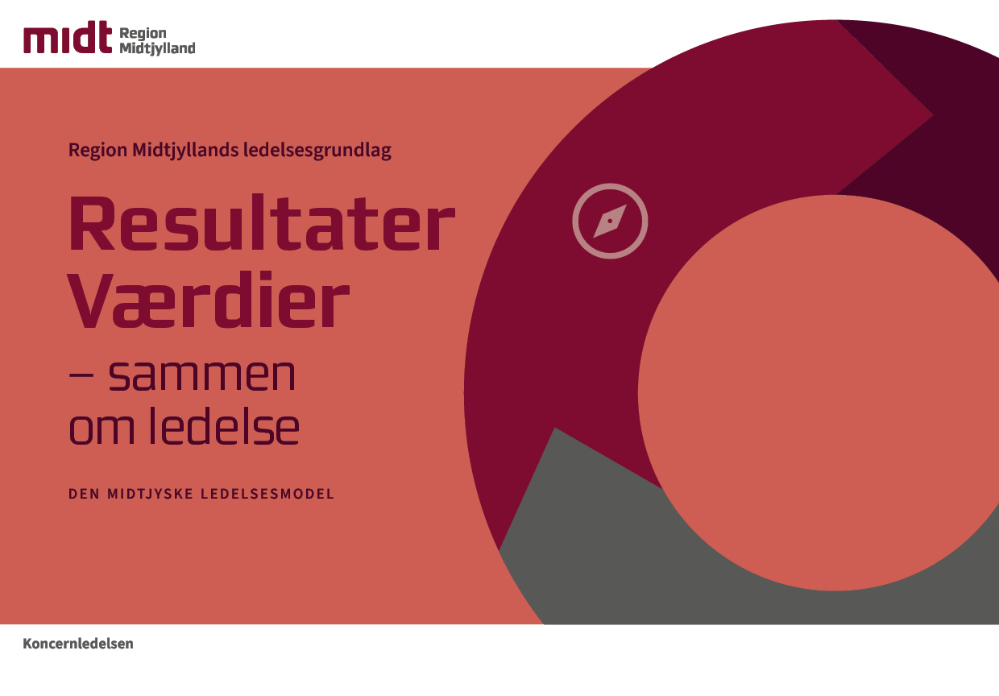 midt Region
Midtjylland
Region Midtjyllands ledelsesgrundlag
Resultater
Værdier
– sammen
om ledelse
DEN MIDTJYSKE LEDELSESMODEL
Koncernledelsen